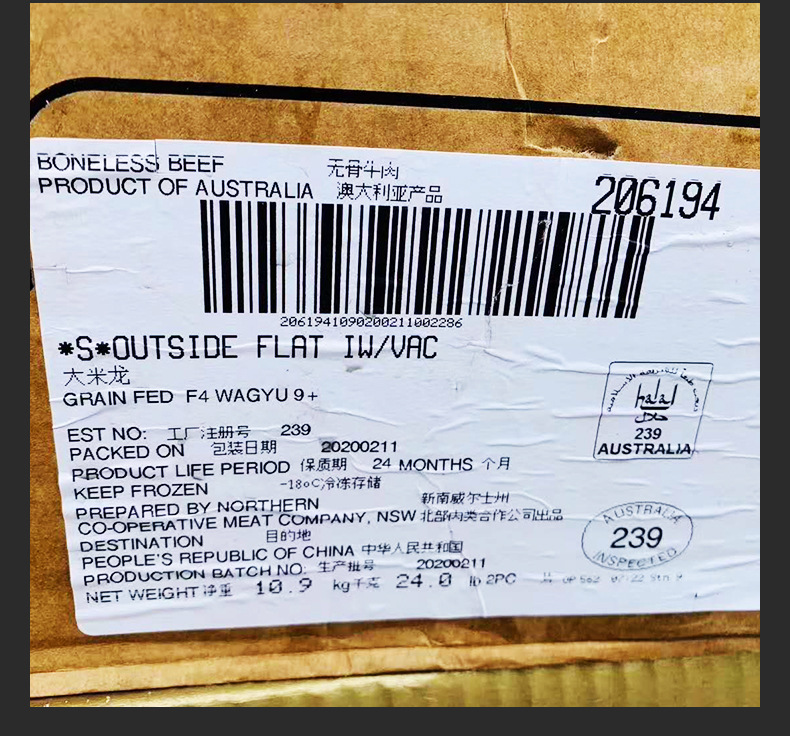 BONELESS BEEF 无骨牛肉
PRODUCT OF AUSTRALIA 澳大利亚产品
206194
2061941090200211002286
*S*OUTSIDE FLAT IW/VAC
大米龙
GRAIN FED F4 WAGYU 9+
halal
239
AUSTRALIA
EST NO: 工厂注册号 239
PACKED ON 包装日期 20200211
PRODUCT LIFE PERIOD 保质期 24 MONTHS 个月
KEEP FROZEN -18oC冷冻存储
PREPARED BY NORTHERN 新南威尔士州
CO-OPERATIVE MEAT COMPANY, NSW 北部肉类合作公司出品
DESTINATION 目的地
PEOPLE'S REPUBLIC OF CHINA 中华人民共和国
PRODUCTION BATCH NO: 生产批号 20200211
NET WEIGHT 净重 10.9 kg千克 24.0 lb 2PC
AUSTRALIA
239
INSPECTED